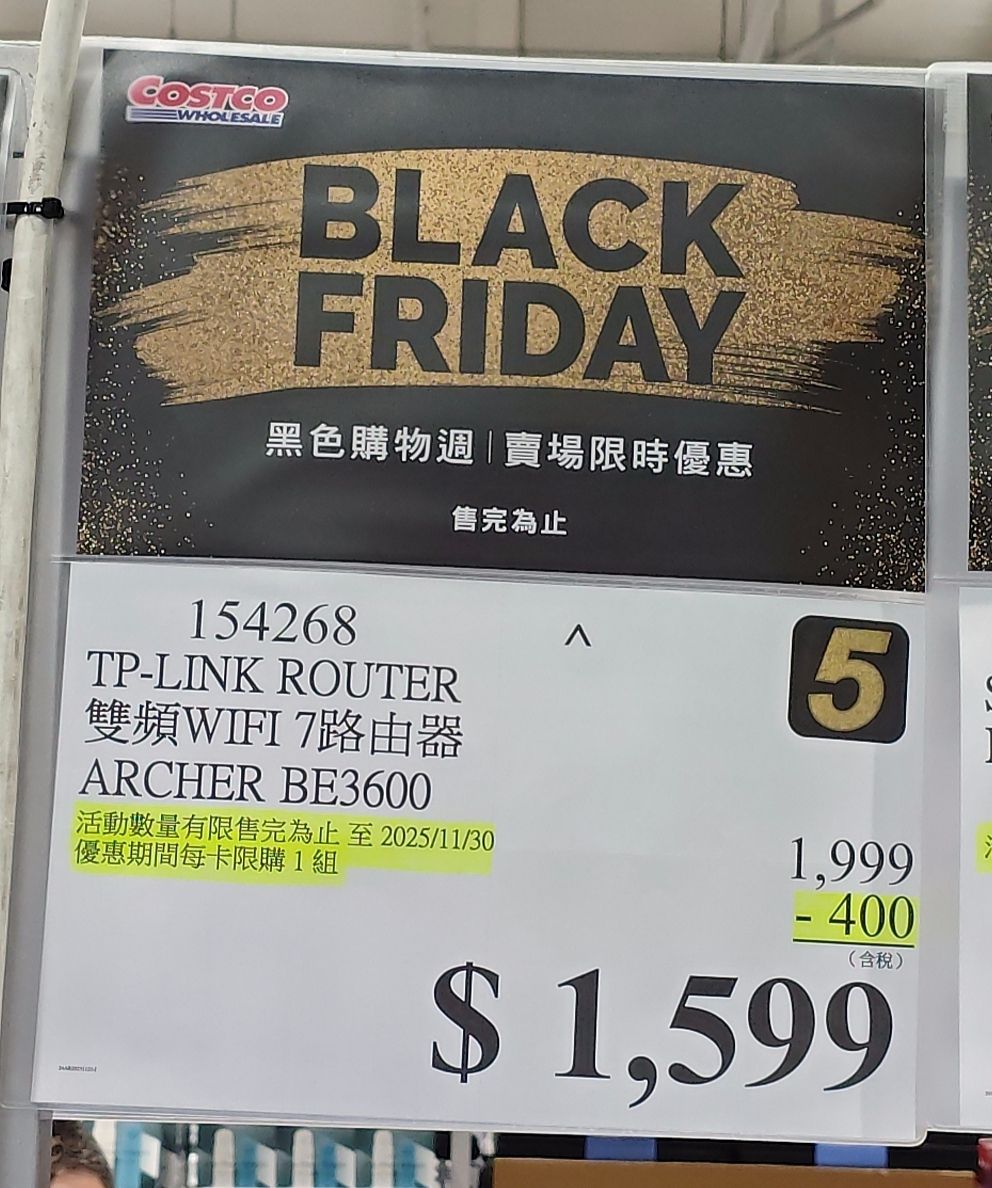 COSTCO
WHOLESALE
BLACK
FRIDAY
黑色購物週|賣場限時優惠
售完為止
154268
^
5
TP-LINK ROUTER
雙頻WIFI 7路由器
ARCHER BE3600
活動數量有限售完為止 至 2025/11/30
優惠期間每卡限購 1 組
1,999
- 400
(含稅)
$ 1,599